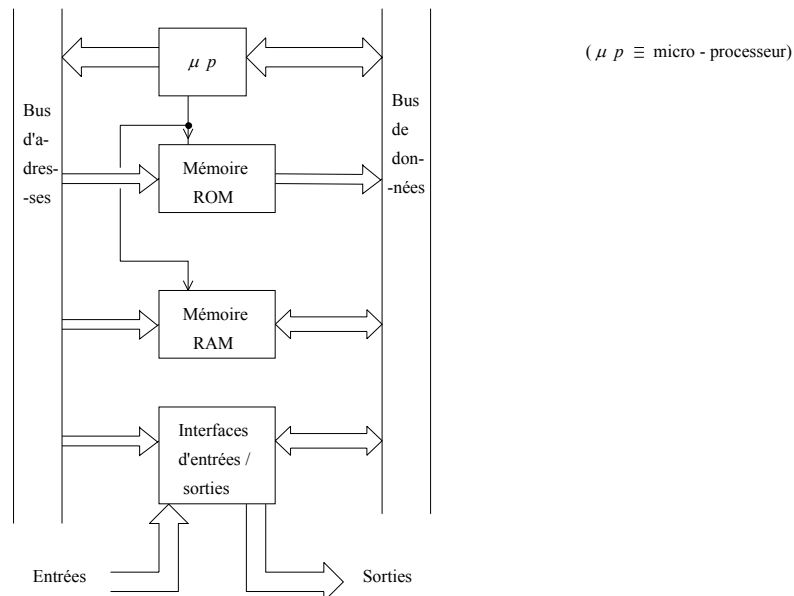 μ p
( μ p ≡ micro - processeur)
Bus
d'a-
dres-
-ses
Bus
de
don-
-nées
Mémoire
ROM
Mémoire
RAM
Interfaces
d'entrées /
sorties
Entrées
Sorties